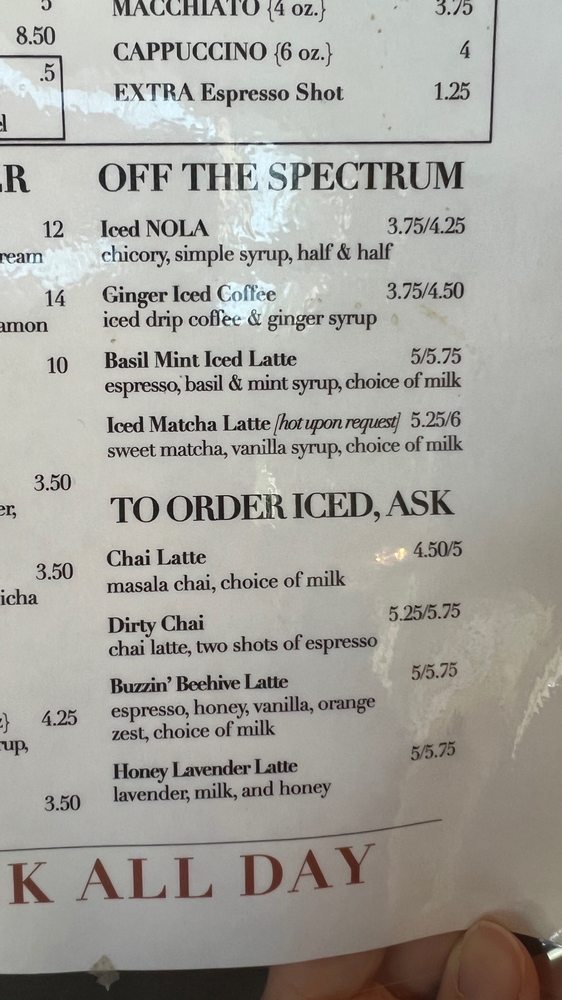 5
8.50
.5
MACCHIATO {4 oz.} 3.75
CAPPUCCINO {6 oz.} 4
EXTRA Espresso Shot 1.25
12
ream
14
amon
10
3.50
er,
3.50
icha
4.25
rup,
3.50
OFF THE SPECTRUM
Iced NOLA 3.75/4.25
chicory, simple syrup, half & half
Ginger Iced Coffee 3.75/4.50
iced drip coffee & ginger syrup
Basil Mint Iced Latte 5/5.75
espresso, basil & mint syrup, choice of milk
Iced Matcha Latte [hot upon request] 5.25/6
sweet matcha, vanilla syrup, choice of milk
TO ORDER ICED, ASK
Chai Latte 4.50/5
masala chai, choice of milk
Dirty Chai 5.25/5.75
chai latte, two shots of espresso
Buzzin' Beehive Latte 5/5.75
espresso, honey, vanilla, orange
zest, choice of milk
Honey Lavender Latte 5/5.75
lavender, milk, and honey
K ALL DAY